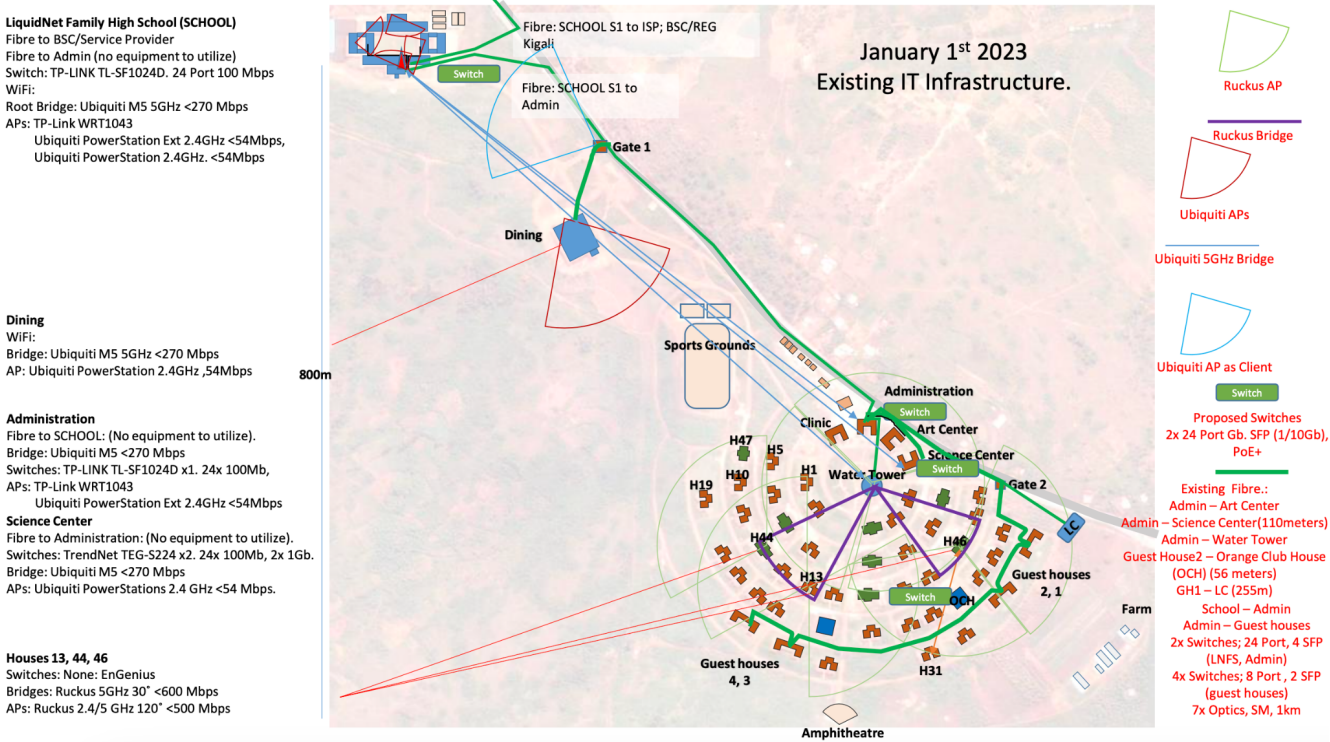 LiquidNet Family High School (SCHOOL)
Fibre to BSC/Service Provider
Fibre to Admin (no equipment to utilize)
Switch: TP-LINK TL-SF1024D. 24 Port 100 Mbps
WiFi:
Root Bridge: Ubiquiti M5 5GHz <270 Mbps
APs: TP-Link WRT1043
Ubiquiti PowerStation Ext 2.4GHz <54Mbps,
Ubiquiti PowerStation 2.4GHz. <54Mbps
Dining
WiFi:
Bridge: Ubiquiti M5 5GHz <270 Mbps
AP: Ubiquiti PowerStation 2.4GHz ,54Mbps
Administration
Fibre to SCHOOL: (No equipment to utilize).
Bridge: Ubiquiti M5 <270 Mbps
Switches: TP-LINK TL-SF1024D x1. 24x 100Mb,
APs: TP-Link WRT1043
Ubiquiti PowerStation Ext 2.4GHz <54Mbps
Science Center
Fibre to Administration: (No equipment to utilize).
Switches: TrendNet TEG-S224 x2. 24x 100Mb, 2x 1Gb.
Bridge: Ubiquiti M5 <270 Mbps
APs: Ubiquiti PowerStations 2.4 GHz <54 Mbps.
Houses 13, 44, 46
Switches: None: EnGenius
Bridges: Ruckus 5GHz 30˚ <600 Mbps
APs: Ruckus 2.4/5 GHz 120˚ <500 Mbps
800m
January 1st 2023
Existing IT Infrastructure.
Fibre: SCHOOL S1 to ISP; BSC/REG
Kigali
Switch
Fibre: SCHOOL S1 to
Admin
Gate 1
Dining
Sports Grounds
Administration
Switch
Clinic
Art Center
Science Center
Switch
Water Tower
H47
H5
H10
H1
H19
Gate 2
LC
H44
H46
H13
Switch
OCH
Guest houses
2, 1
Farm
Guest houses
4, 3
H31
Amphitheatre
Ruckus AP
Ruckus Bridge
Ubiquiti APs
Ubiquiti 5GHz Bridge
Ubiquiti AP as Client
Switch
Proposed Switches
2x 24 Port Gb. SFP (1/10Gb),
PoE+
Existing Fibre.:
Admin – Art Center
Admin – Science Center(110meters)
Admin – Water Tower
Guest House2 – Orange Club House
(OCH) (56 meters)
GH1 – LC (255m)
School – Admin
Admin – Guest houses
2x Switches; 24 Port, 4 SFP
(LNFS, Admin)
4x Switches; 8 Port , 2 SFP
(guest houses)
7x Optics, SM, 1km